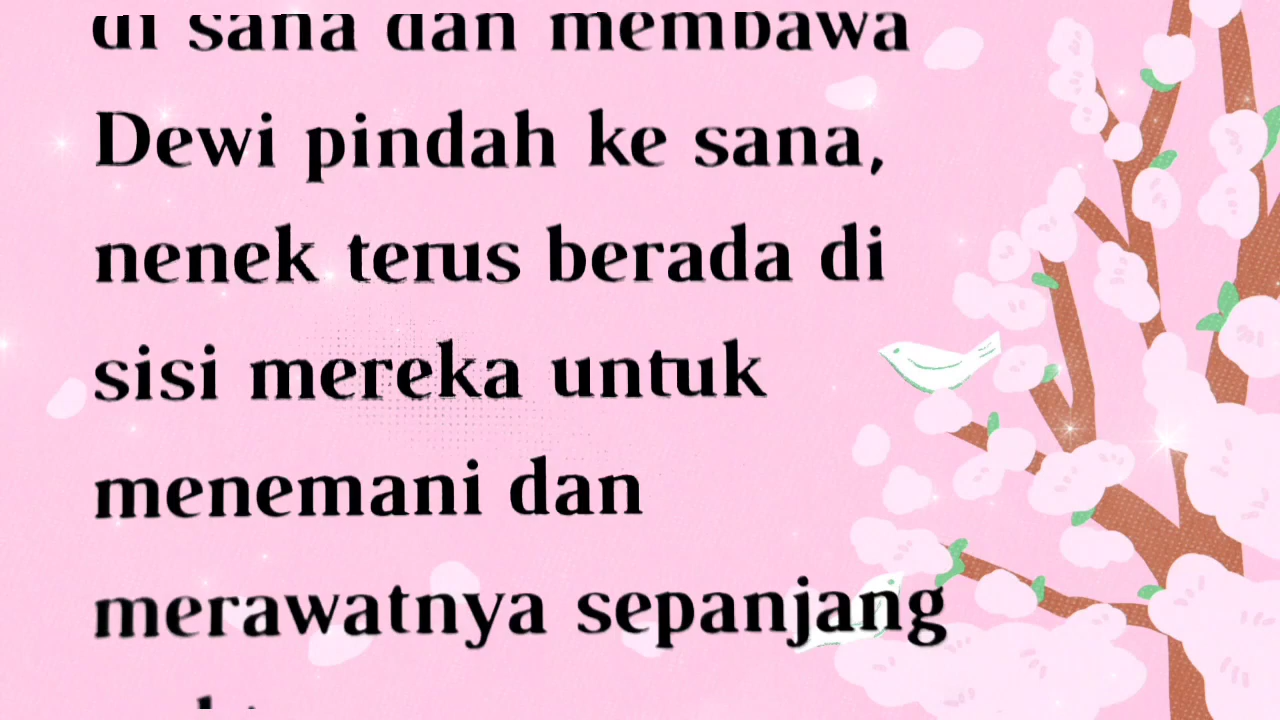 di sana dan membawa
Dewi pindah ke sana,
nenek terus berada di
sisi mereka untuk
menemani dan
merawatnya sepanjang